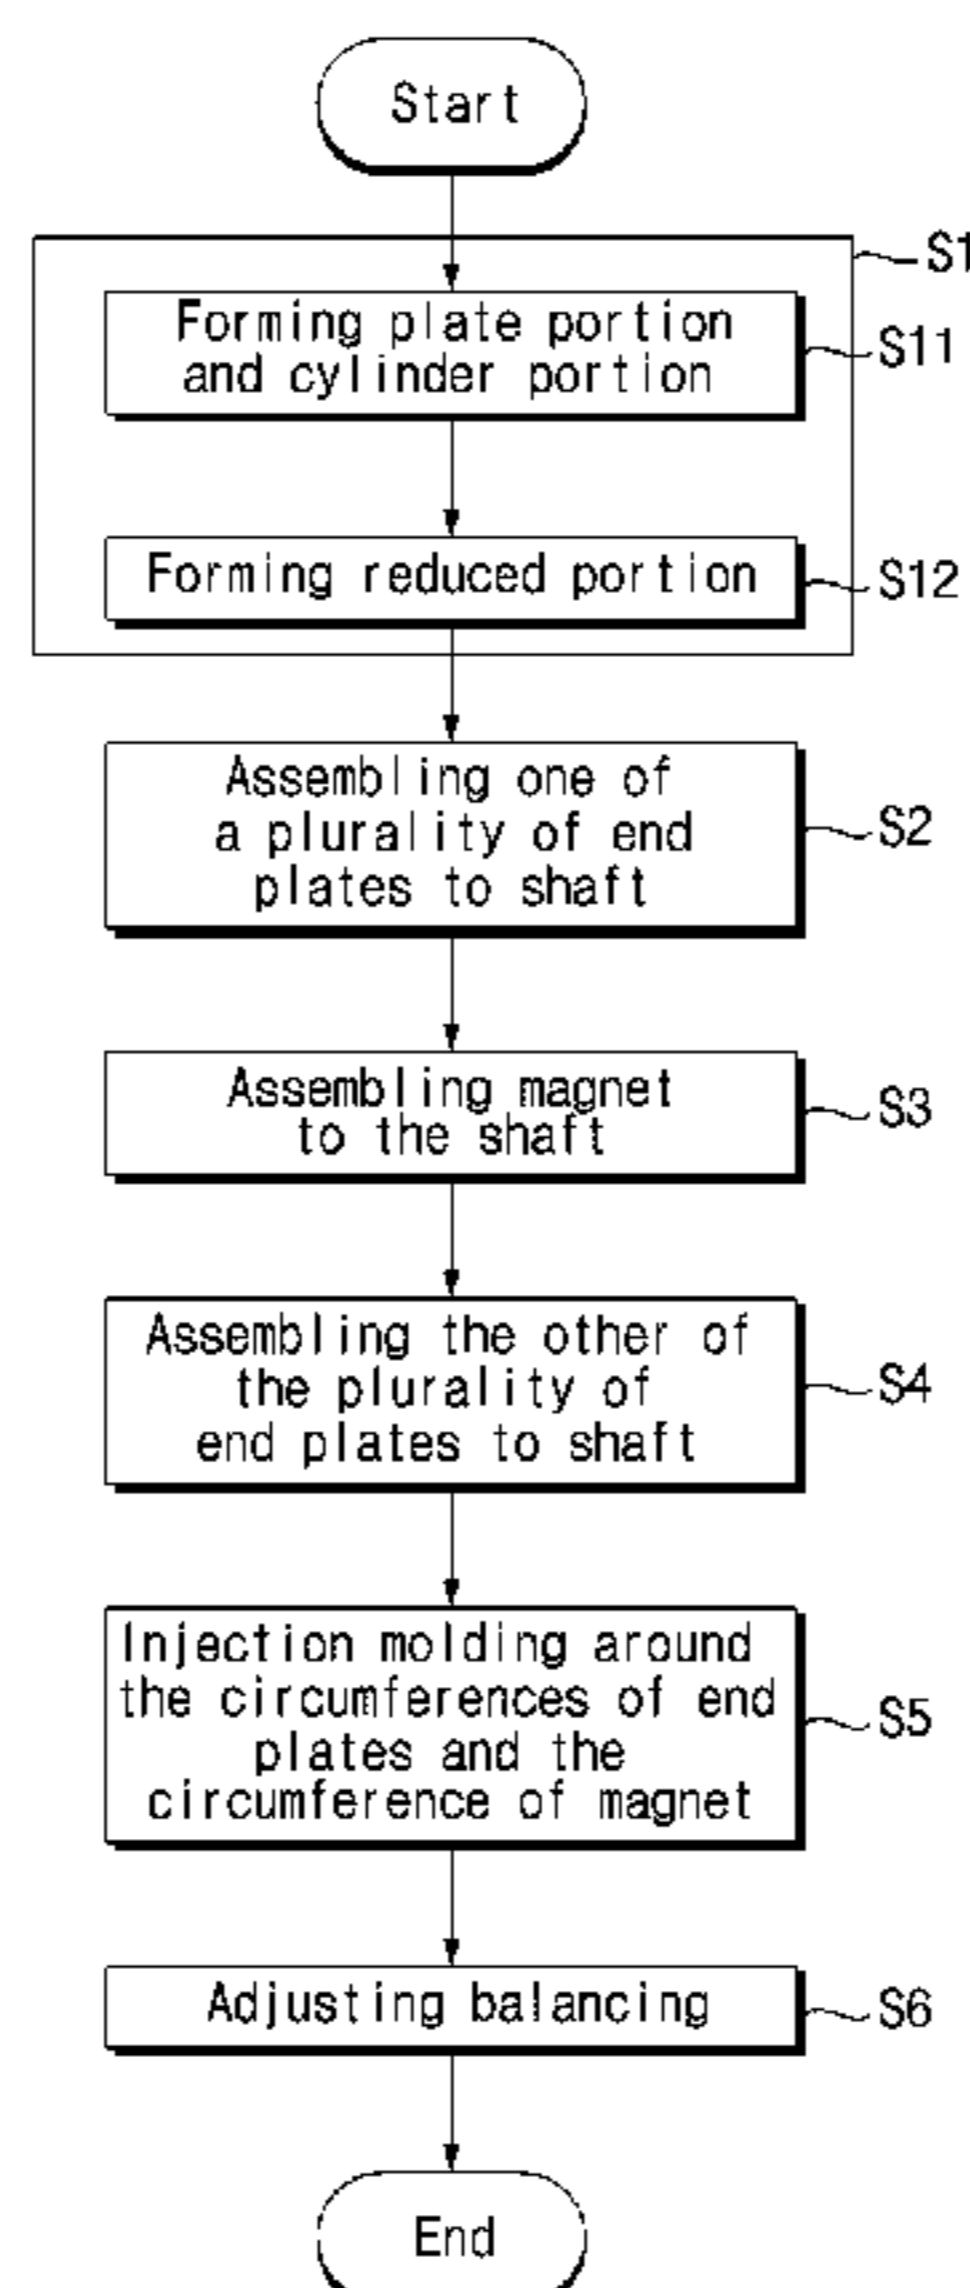 Start
S1
Forming plate portion
and cylinder portion
S11
Forming reduced portion
S12
Assembling one of
a plurality of end
plates to shaft
S2
Assembling magnet
to the shaft
S3
Assembling the other of
the plurality of
end plates to shaft
S4
Injection molding around
the circumferences of end
plates and the
circumference of magnet
S5
Adjusting balancing
S6
End